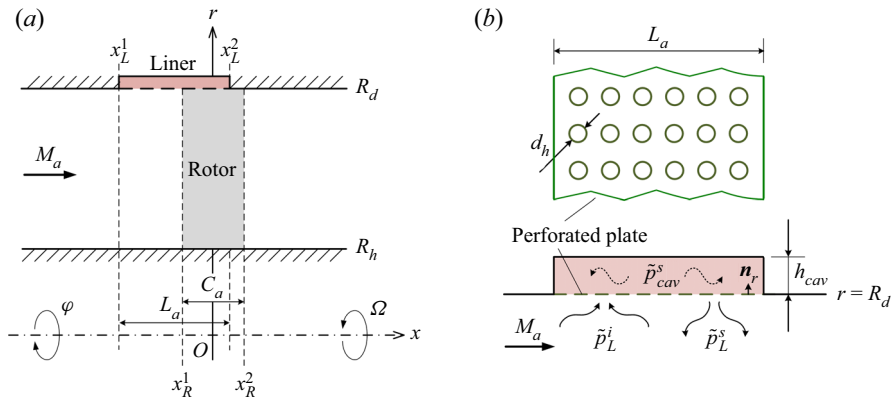 (a)
r
x_L^1
x_L^2
Liner
R_d
M_a
Rotor
R_h
C_a
φ
L_a
Ω
x
O
x_R^1
x_R^2
(b)
L_a
d_h
Perforated plate
p̃_cav^s
n_r
h_cav
r = R_d
M_a
p̃_L^i
p̃_L^s